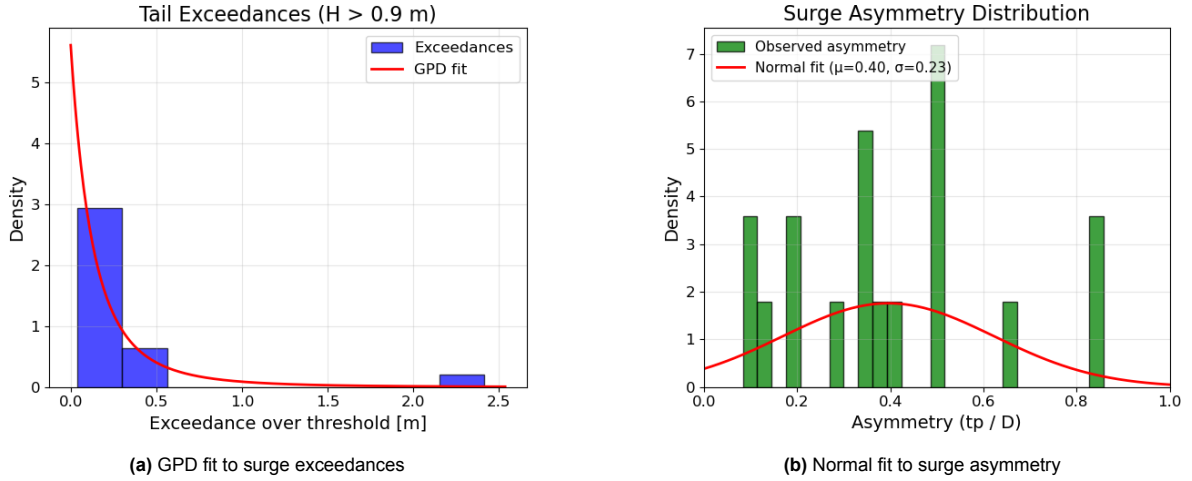 Tail Exceedances (H > 0.9 m)
Exceedances
GPD fit
Density
5
4
3
2
1
0
0.0 0.5 1.0 1.5 2.0 2.5
Exceedance over threshold [m]
(a) GPD fit to surge exceedances
Surge Asymmetry Distribution
Observed asymmetry
Normal fit (μ=0.40, σ=0.23)
Density
7
6
5
4
3
2
1
0
0.0 0.2 0.4 0.6 0.8 1.0
Asymmetry (tp / D)
(b) Normal fit to surge asymmetry